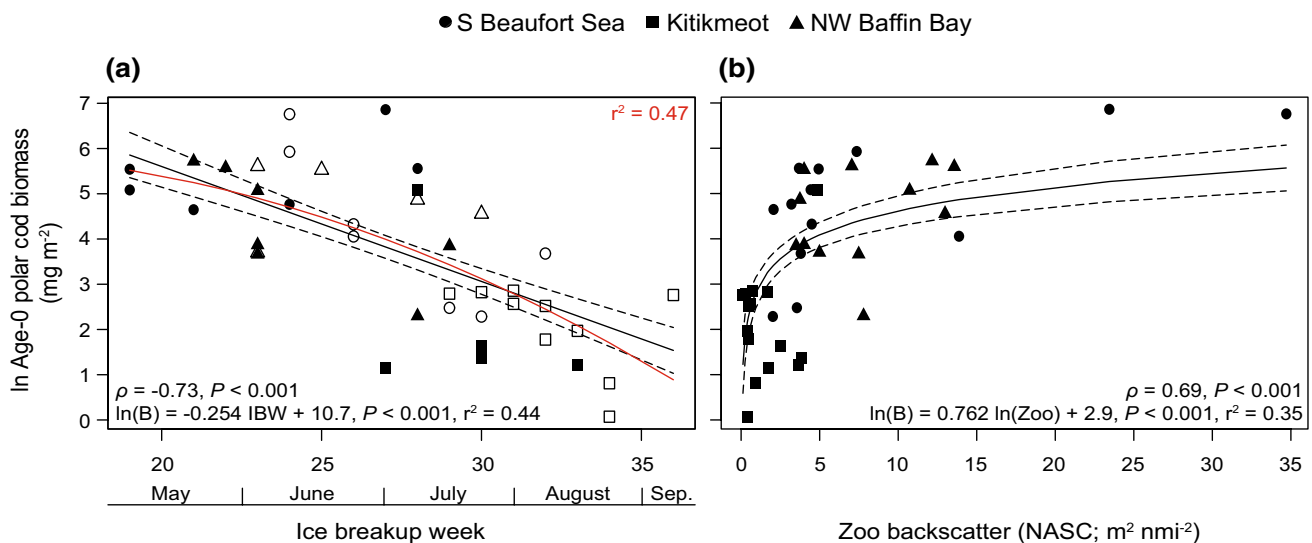 S Beaufort Sea Kitikmeot NW Baffin Bay
(a)
r² = 0.47
ln Age-0 polar cod biomass
(mg m⁻²)
7
6
5
4
3
2
1
0
ρ = -0.73, P < 0.001
ln(B) = -0.254 IBW + 10.7, P < 0.001, r² = 0.44
20 25 30 35
May June July August Sep.
Ice breakup week
(b)
ρ = 0.69, P < 0.001
ln(B) = 0.762 ln(Zoo) + 2.9, P < 0.001, r² = 0.35
0 5 10 15 20 25 30 35
Zoo backscatter (NASC; m² nmi⁻²)